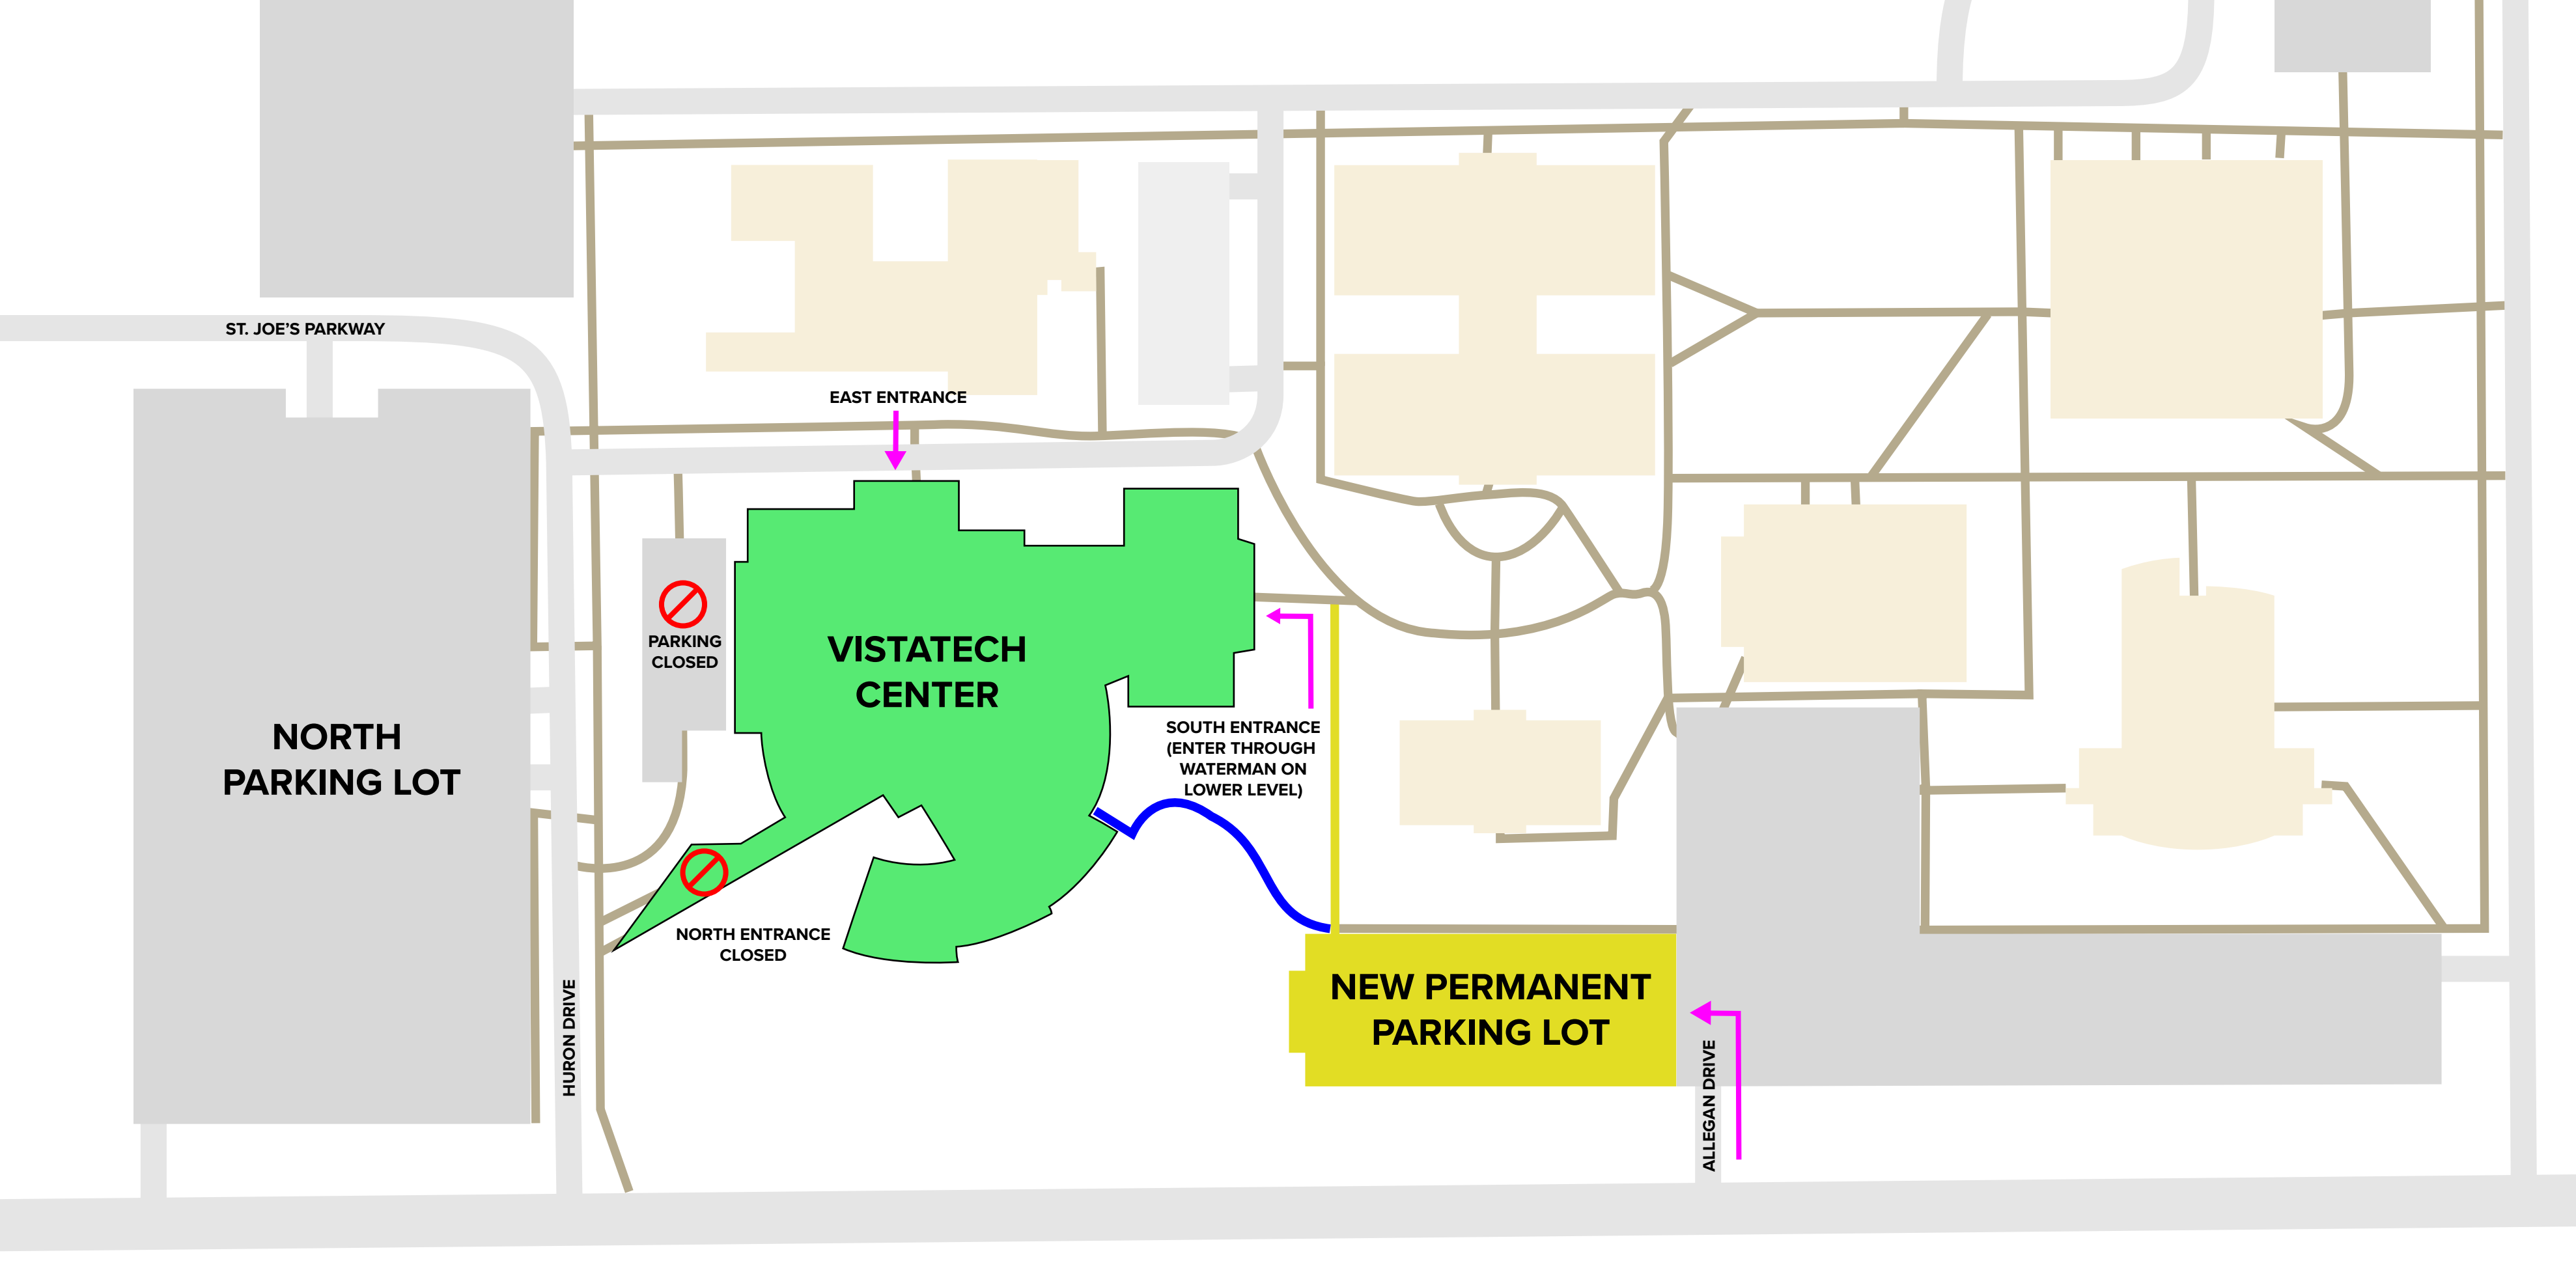 ST. JOE'S PARKWAY
EAST ENTRANCE
PARKING
CLOSED
VISTATECH
CENTER
NORTH
PARKING LOT
SOUTH ENTRANCE
(ENTER THROUGH
WATERMAN ON
LOWER LEVEL)
NORTH ENTRANCE
CLOSED
HURON DRIVE
NEW PERMANENT
PARKING LOT
ALLEGAN DRIVE